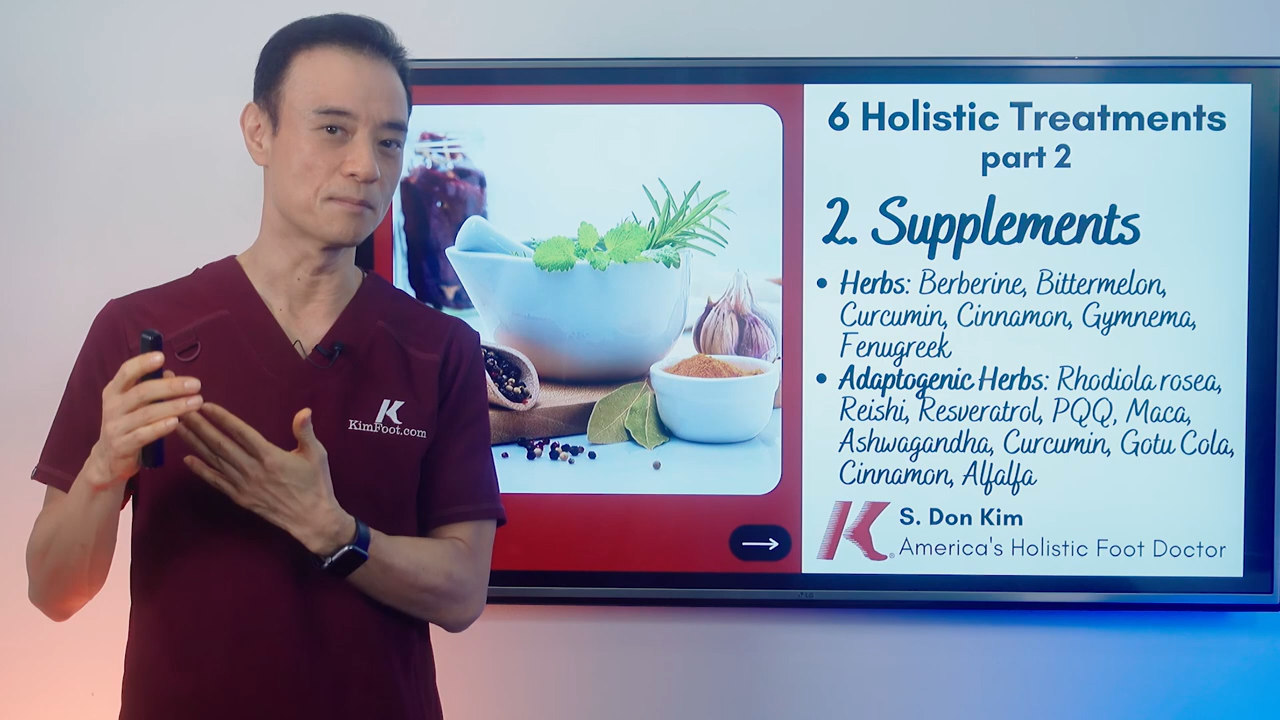 K
KimFoot.com
6 Holistic Treatments
part 2
2. Supplements
• Herbs: Berberine, Bittermelon,
Curcumin, Cinnamon, Gymnema,
Fenugreek
• Adaptogenic Herbs: Rhodiola rosea,
Reishi, Resveratrol, PQQ, Maca,
Ashwagandha, Curcumin, Gotu Cola,
Cinnamon, Alfalfa
K®
S. Don Kim
America's Holistic Foot Doctor